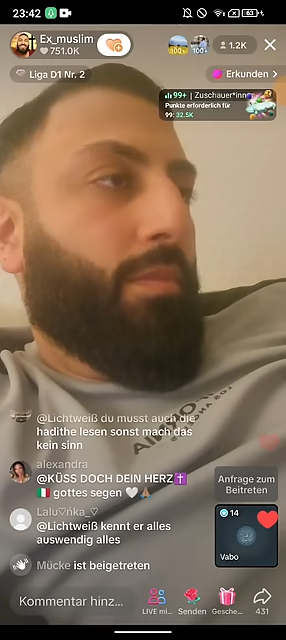 23:42
Ex_muslim
751.0K
100+
100+
1.2K
Liga D1 Nr. 2
Erkunden >
99+ | Zuschauer*inne
Punkte erforderlich für
99: 32.5K
@Lichtweiß du musst auch die
hadithe lesen sonst mach das
kein sinn
alexandra
@KÜSS DOCH DEIN HERZ✝️
🇮🇹 gottes segen 🤍🙏🏽
Lalu♡ńka_♡
@Lichtweiß kennt er alles
auswendig alles
Mücke ist beigetreten
Anfrage zum
Beitreten
14
Vabo
Kommentar hinz...
LIVE mi...
Senden
Gesche...
431